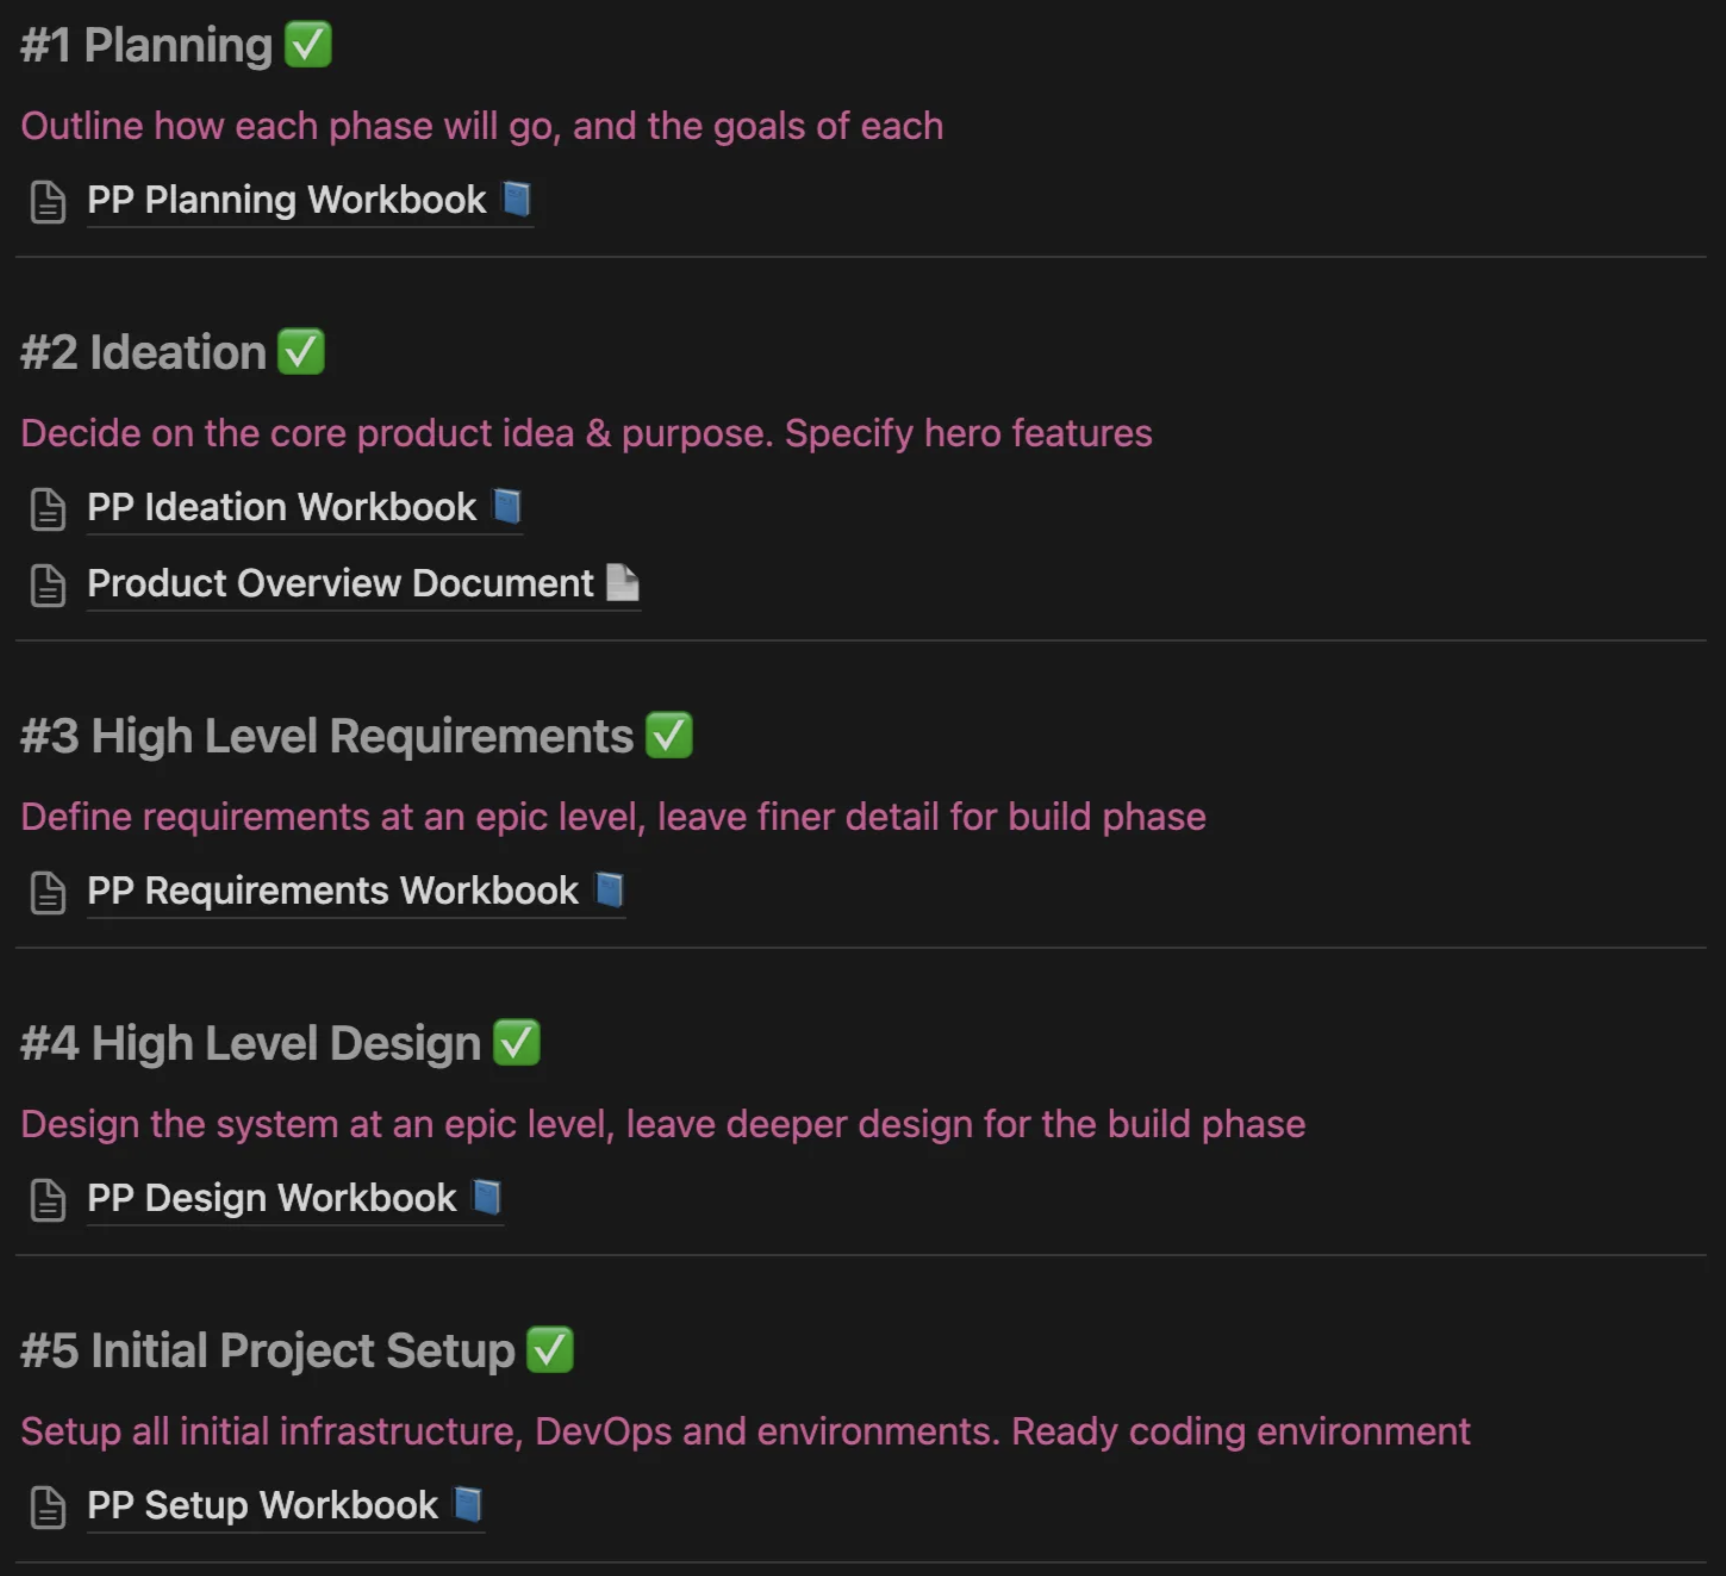 #1 Planning ✅
Outline how each phase will go, and the goals of each
PP Planning Workbook 📘
#2 Ideation ✅
Decide on the core product idea & purpose. Specify hero features
PP Ideation Workbook 📘
Product Overview Document 📄
#3 High Level Requirements ✅
Define requirements at an epic level, leave finer detail for build phase
PP Requirements Workbook 📘
#4 High Level Design ✅
Design the system at an epic level, leave deeper design for the build phase
PP Design Workbook 📘
#5 Initial Project Setup ✅
Setup all initial infrastructure, DevOps and environments. Ready coding environment
PP Setup Workbook 📘